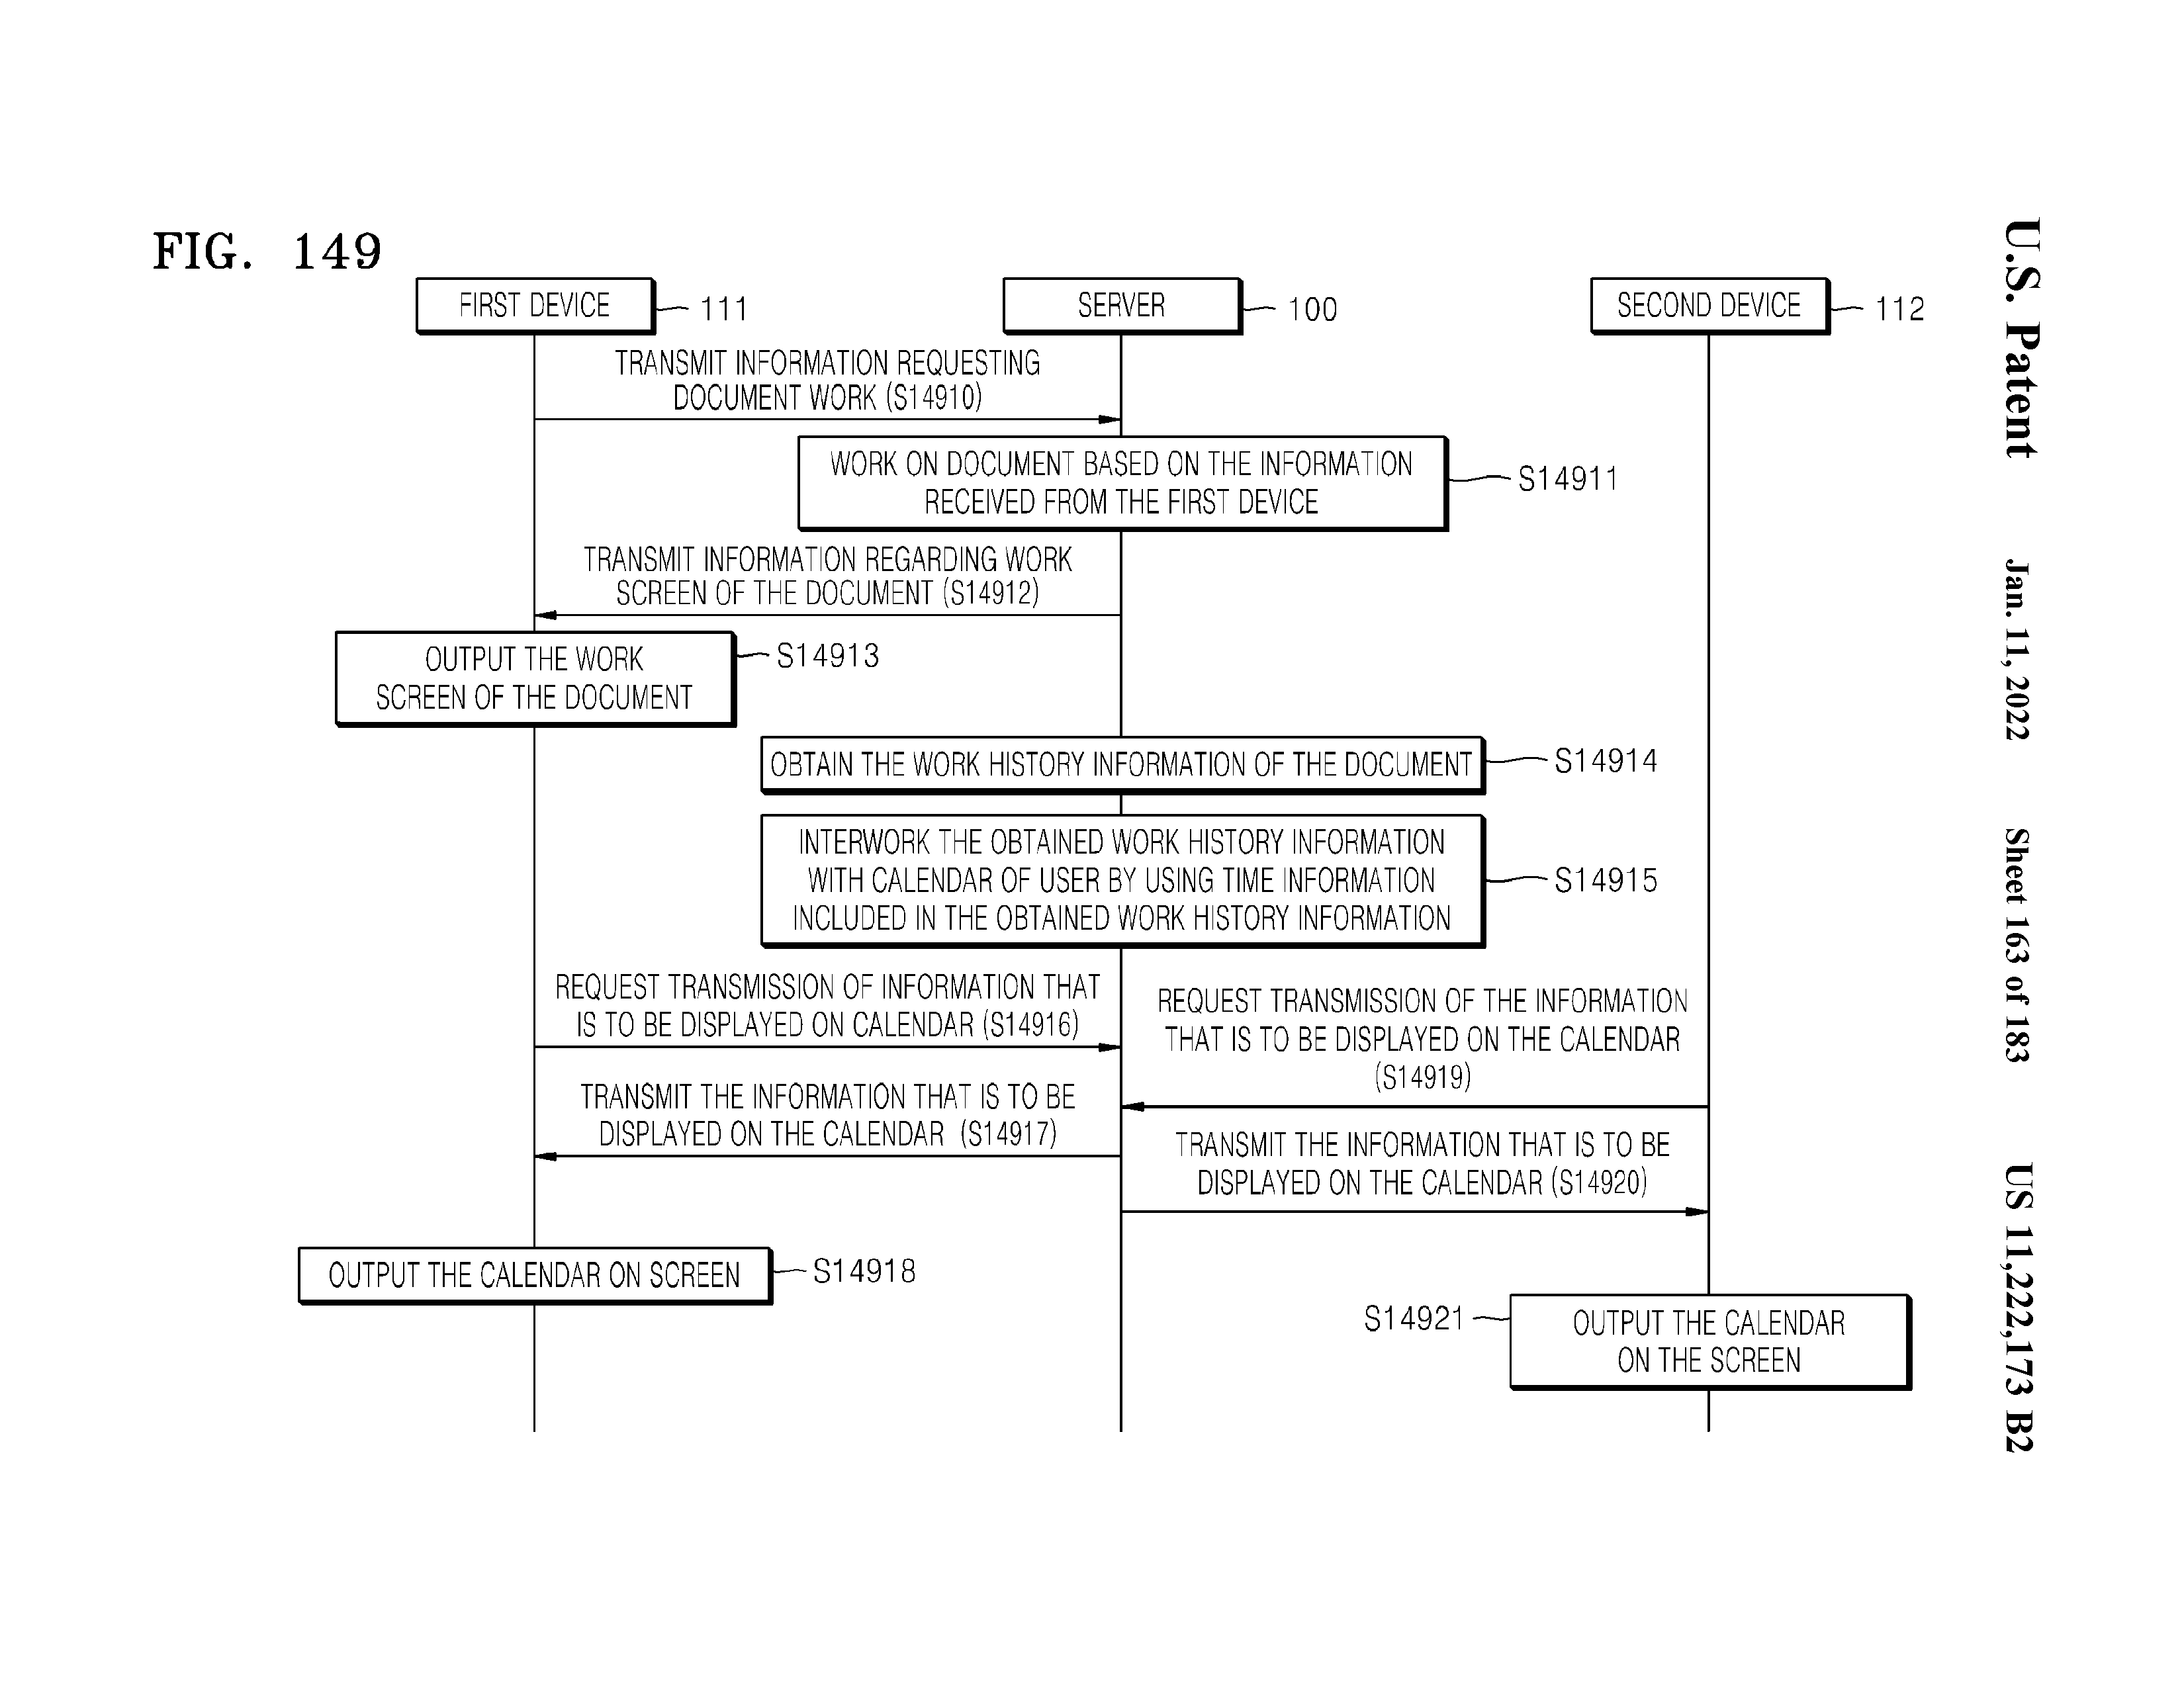 FIG. 149
FIRST DEVICE
111
SERVER
100
SECOND DEVICE
112
TRANSMIT INFORMATION REQUESTING
DOCUMENT WORK (S14910)
WORK ON DOCUMENT BASED ON THE INFORMATION
RECEIVED FROM THE FIRST DEVICE
S14911
TRANSMIT INFORMATION REGARDING WORK
SCREEN OF THE DOCUMENT (S14912)
OUTPUT THE WORK
SCREEN OF THE DOCUMENT
S14913
OBTAIN THE WORK HISTORY INFORMATION OF THE DOCUMENT
S14914
INTERWORK THE OBTAINED WORK HISTORY INFORMATION
WITH CALENDAR OF USER BY USING TIME INFORMATION
INCLUDED IN THE OBTAINED WORK HISTORY INFORMATION
S14915
REQUEST TRANSMISSION OF INFORMATION THAT
IS TO BE DISPLAYED ON CALENDAR (S14916)
REQUEST TRANSMISSION OF THE INFORMATION
THAT IS TO BE DISPLAYED ON THE CALENDAR
(S14919)
TRANSMIT THE INFORMATION THAT IS TO BE
DISPLAYED ON THE CALENDAR (S14917)
TRANSMIT THE INFORMATION THAT IS TO BE
DISPLAYED ON THE CALENDAR (S14920)
OUTPUT THE CALENDAR ON SCREEN
S14918
S14921
OUTPUT THE CALENDAR
ON THE SCREEN
U.S. Patent Jan. 11, 2022 Sheet 163 of 183 US 11,222,173 B2